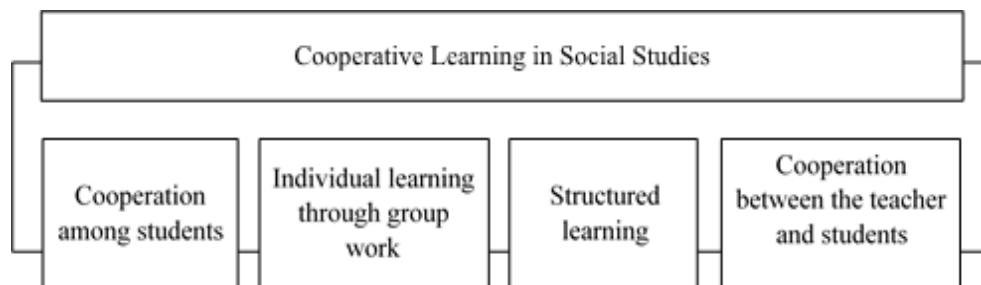 Cooperative Learning in Social Studies
Cooperation
among students
Individual learning
through group
work
Structured
learning
Cooperation
between the teacher
and students